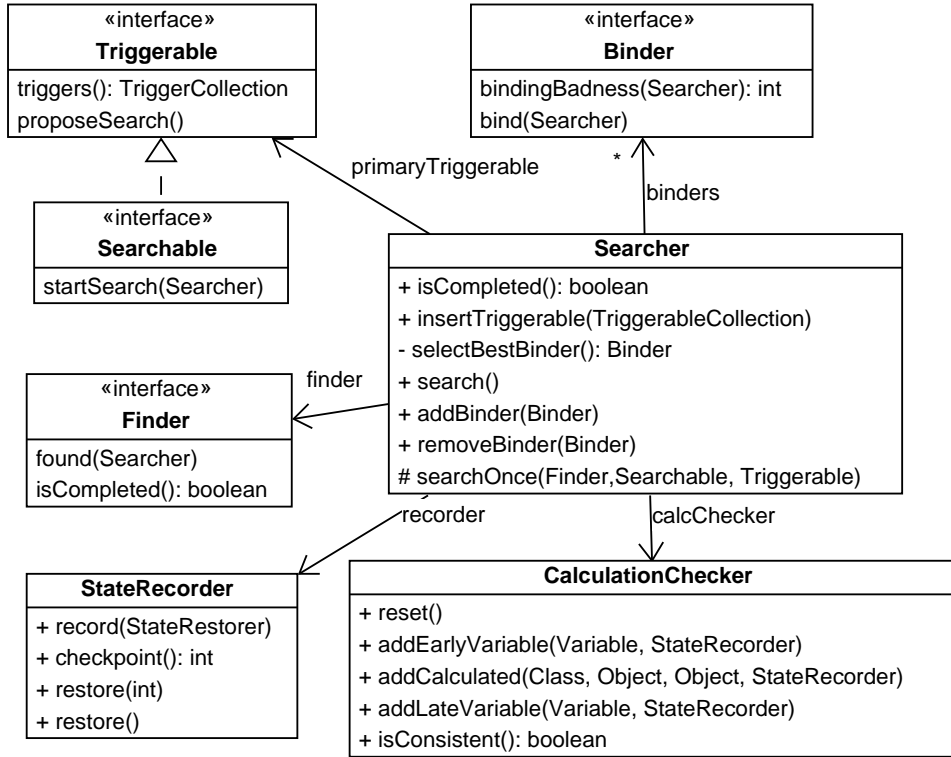 «interface»
Triggerable
triggers(): TriggerCollection
proposeSearch()
«interface»
Binder
bindingBadness(Searcher): int
bind(Searcher)
*
binders
primaryTriggerable
«interface»
Searchable
startSearch(Searcher)
Searcher
+ isCompleted(): boolean
+ insertTriggerable(TriggerableCollection)
- selectBestBinder(): Binder
+ search()
+ addBinder(Binder)
+ removeBinder(Binder)
# searchOnce(Finder,Searchable, Triggerable)
finder
«interface»
Finder
found(Searcher)
isCompleted(): boolean
recorder
calcChecker
StateRecorder
+ record(StateRestorer)
+ checkpoint(): int
+ restore(int)
+ restore()
CalculationChecker
+ reset()
+ addEarlyVariable(Variable, StateRecorder)
+ addCalculated(Class, Object, Object, StateRecorder)
+ addLateVariable(Variable, StateRecorder)
+ isConsistent(): boolean